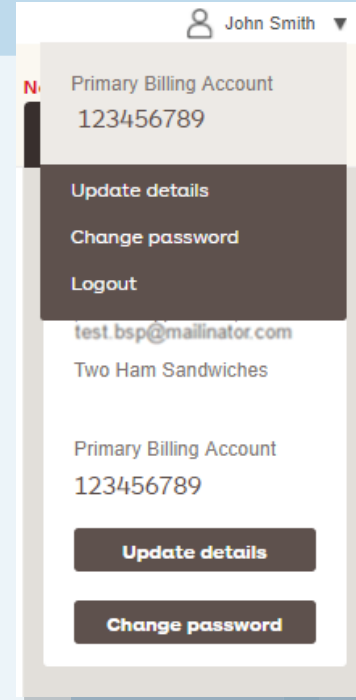 John Smith ▼
Primary Billing Account
123456789
Update details
Change password
Logout
test.bsp@mailinator.com
Two Ham Sandwiches
Primary Billing Account
123456789
Update details
Change password